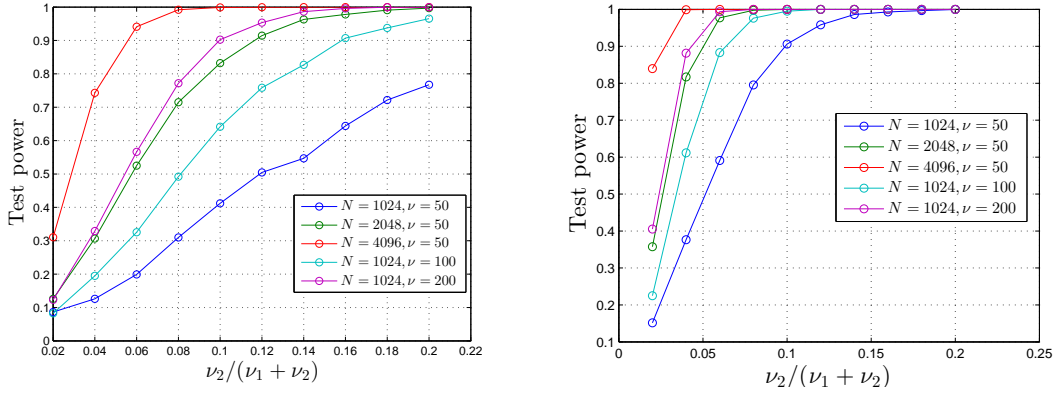 1
0.9
0.8
0.7
0.6
0.5
0.4
0.3
0.2
0.1
0
Test power
0.02 0.04 0.06 0.08 0.1 0.12 0.14 0.16 0.18 0.2 0.22
ν₂/(ν₁ + ν₂)
N = 1024, ν = 50
N = 2048, ν = 50
N = 4096, ν = 50
N = 1024, ν = 100
N = 1024, ν = 200
1
0.9
0.8
0.7
0.6
0.5
0.4
0.3
0.2
0.1
Test power
0 0.05 0.1 0.15 0.2 0.25
ν₂/(ν₁ + ν₂)
N = 1024, ν = 50
N = 2048, ν = 50
N = 4096, ν = 50
N = 1024, ν = 100
N = 1024, ν = 200